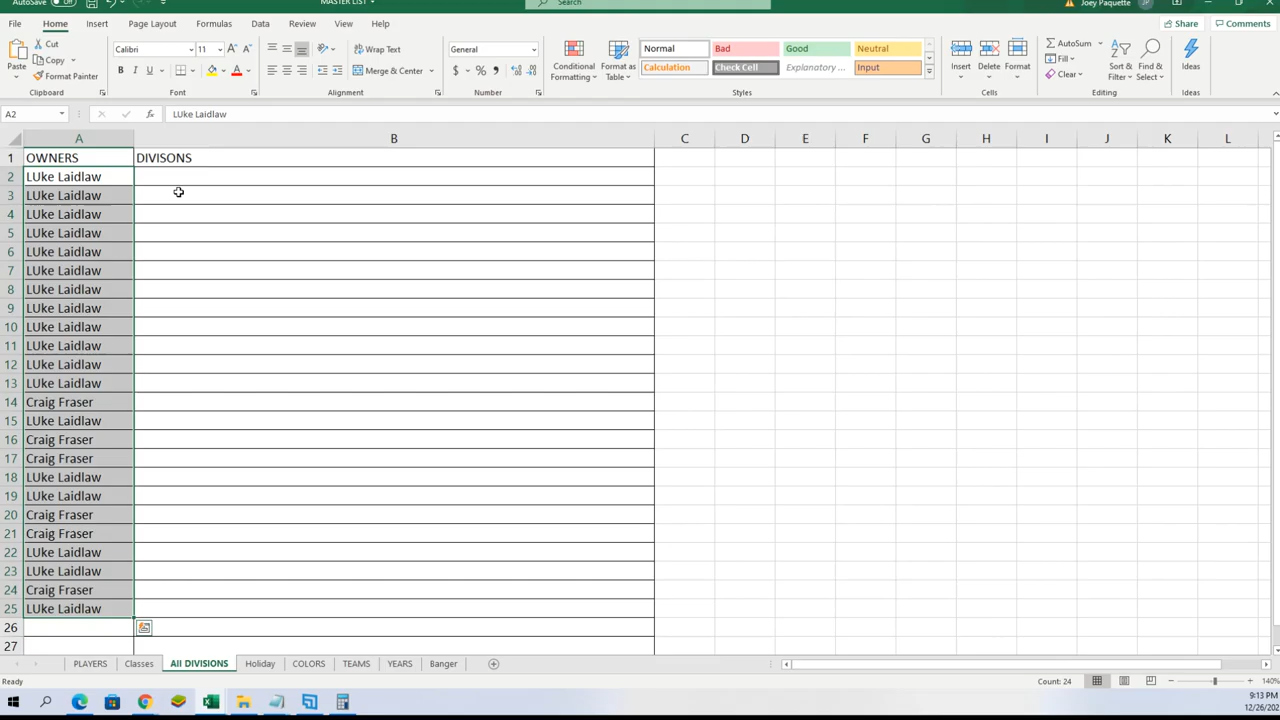 AutoSave Off MASTER LIST Search Joey Paquette JP
File Home Insert Page Layout Formulas Data Review View Help Share Comments
Paste Cut Copy Format Painter Clipboard
Calibri 11 B I U A Font
Wrap Text Merge & Center Alignment
General $ % Number
Conditional Formatting Format as Table
Normal Bad Good Neutral
Calculation Check Cell Explanatory ... Input
Styles
Insert Delete Format Cells
AutoSum Fill Clear Sort & Filter Find & Select Editing
Ideas Ideas
A2 fx LUke Laidlaw
A B C D E F G H I J K L
1 OWNERS DIVISONS
2 LUke Laidlaw
3 LUke Laidlaw
4 LUke Laidlaw
5 LUke Laidlaw
6 LUke Laidlaw
7 LUke Laidlaw
8 LUke Laidlaw
9 LUke Laidlaw
10 LUke Laidlaw
11 LUke Laidlaw
12 LUke Laidlaw
13 LUke Laidlaw
14 Craig Fraser
15 LUke Laidlaw
16 Craig Fraser
17 Craig Fraser
18 LUke Laidlaw
19 LUke Laidlaw
20 Craig Fraser
21 Craig Fraser
22 LUke Laidlaw
23 LUke Laidlaw
24 Craig Fraser
25 LUke Laidlaw
26
27
PLAYERS Classes All DIVISIONS Holiday COLORS TEAMS YEARS Banger
Ready Count: 24 140%
9:13 PM